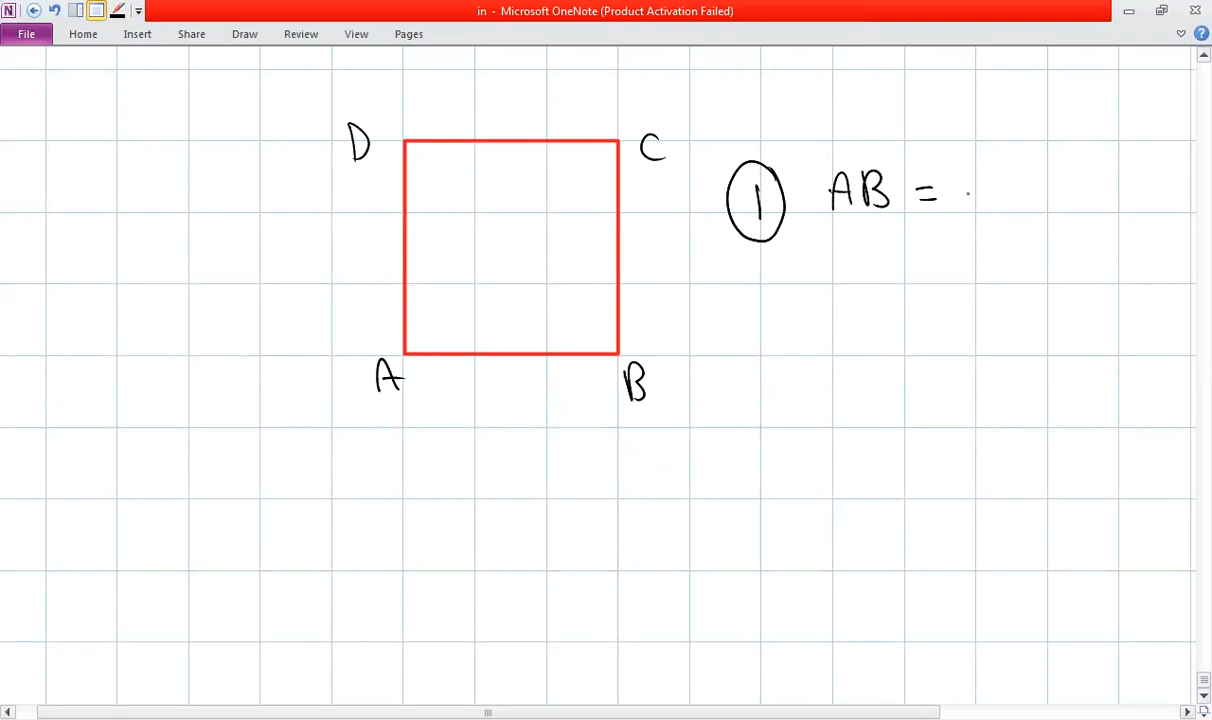 in - Microsoft OneNote (Product Activation Failed)
File Home Insert Share Draw Review View Pages
D C
① AB =
A B